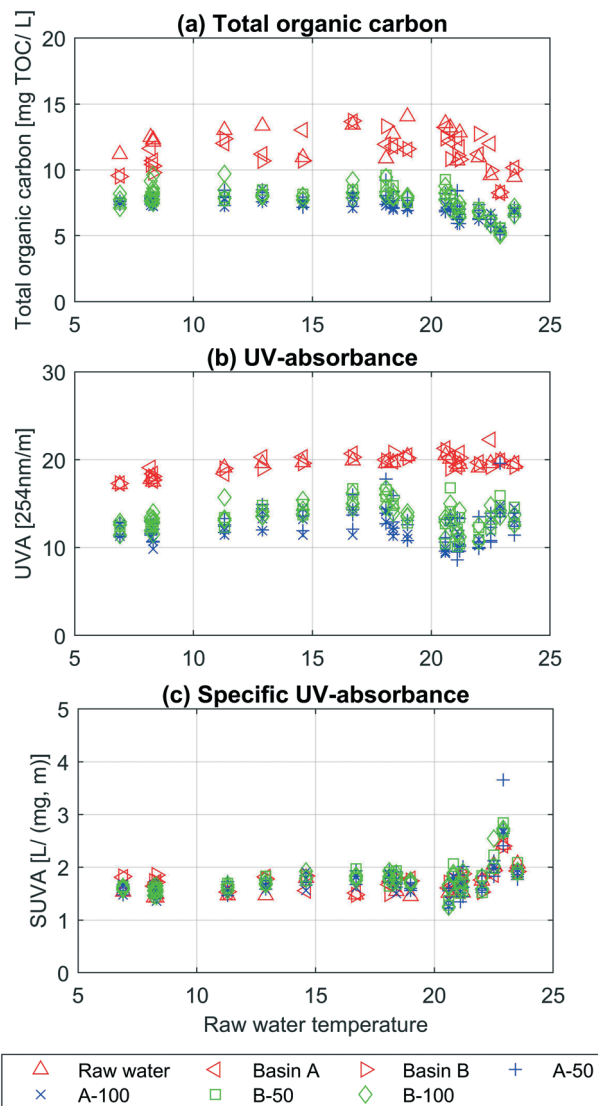 (a) Total organic carbon
20
15
10
5
0
Total organic carbon [mg TOC/ L]
5 10 15 20 25
(b) UV-absorbance
30
20
10
0
UVA [254nm/m]
5 10 15 20 25
(c) Specific UV-absorbance
5
4
3
2
1
0
SUVA [L/ (mg, m)]
5 10 15 20 25
Raw water temperature
Raw water Basin A Basin B A-50
A-100 B-50 B-100